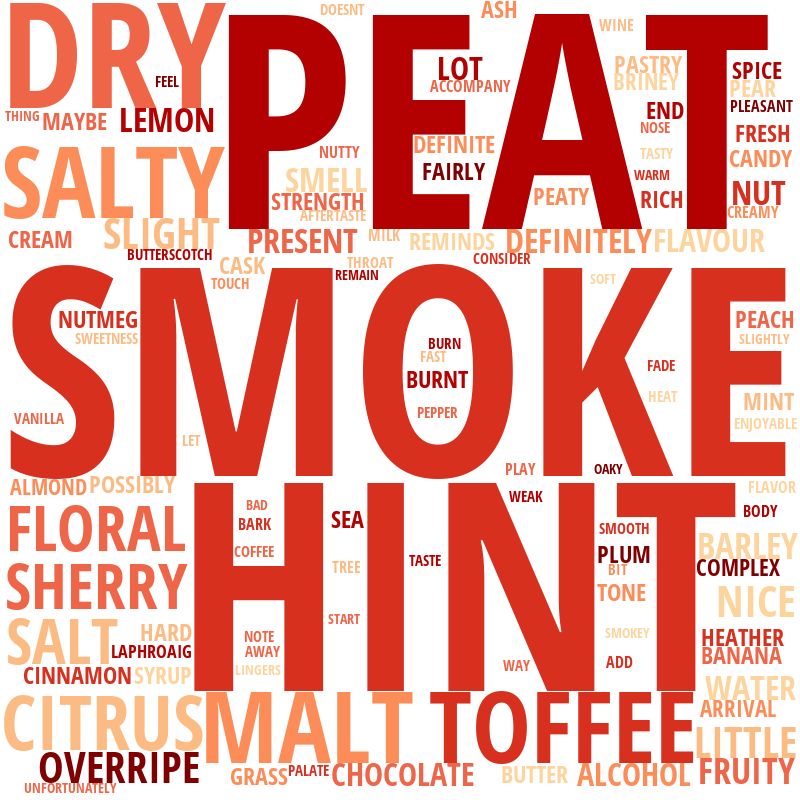 DOESNT
ASH
DRY
PEAT
WINE
FEEL
LOT
PASTRY
SPICE
ACCOMPANY
BRINEY
PEAR
THING
MAYBE
LEMON
END
PLEASANT
NOSE
FRESH
DEFINITE
NUTTY
TASTY
CANDY
SALTY
SMELL
FAIRLY
WARM
STRENGTH
PEATY
RICH
NUT
AFTERTASTE
CREAMY
CREAM
SLIGHT
PRESENT
MILK
REMINDS
DEFINITELY
FLAVOUR
BUTTERSCOTCH
CASK
THROAT
CONSIDER
TOUCH
REMAIN
SOFT
SMOKE
NUTMEG
PEACH
SWEETNESS
BURN
SLIGHTLY
FAST
FADE
BURNT
HEAT
MINT
VANILLA
PEPPER
ENJOYABLE
LET
PLAY
OAKY
ALMOND
POSSIBLY
FLAVOR
HINT
WEAK
BAD
BODY
FLORAL
BARK
SEA
SMOOTH
COFFEE
TASTE
PLUM
BARLEY
TREE
BIT
COMPLEX
SHERRY
TONE
NICE
START
SALT
HARD
NOTE
SMOKEY
HEATHER
LAPHROAIG
AWAY
BANANA
CINNAMON
SYRUP
LINGERS
WAY
ADD
WATER
CITRUS
MALT
TOFFEE
ARRIVAL
LITTLE
OVERRIPE
GRASS
PALATE
CHOCOLATE
BUTTER
ALCOHOL
FRUITY
UNFORTUNATELY